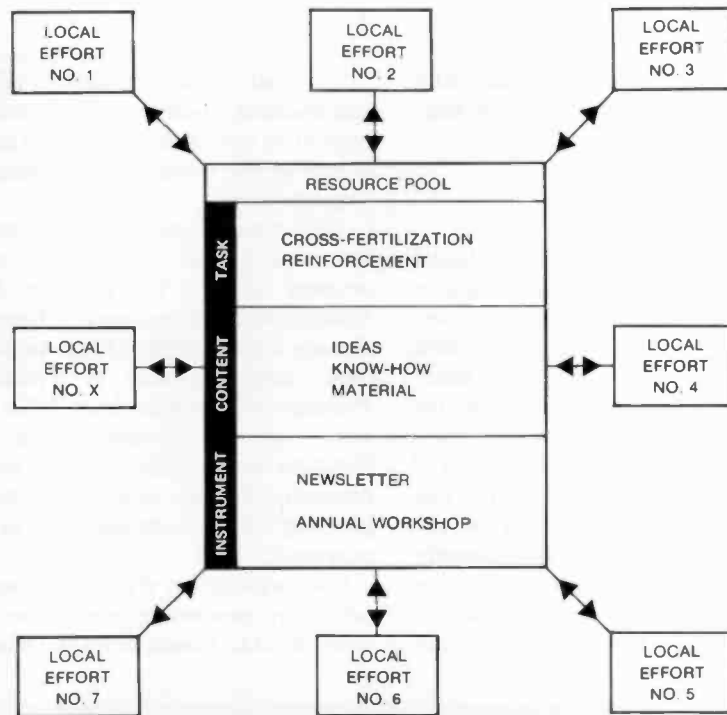 LOCAL
EFFORT
NO. 1
LOCAL
EFFORT
NO. 2
LOCAL
EFFORT
NO. 3
RESOURCE POOL
TASK
CROSS-FERTILIZATION
REINFORCEMENT
LOCAL
EFFORT
NO. X
CONTENT
IDEAS
KNOW-HOW
MATERIAL
LOCAL
EFFORT
NO. 4
INSTRUMENT
NEWSLETTER
ANNUAL WORKSHOP
LOCAL
EFFORT
NO. 7
LOCAL
EFFORT
NO. 6
LOCAL
EFFORT
NO. 5